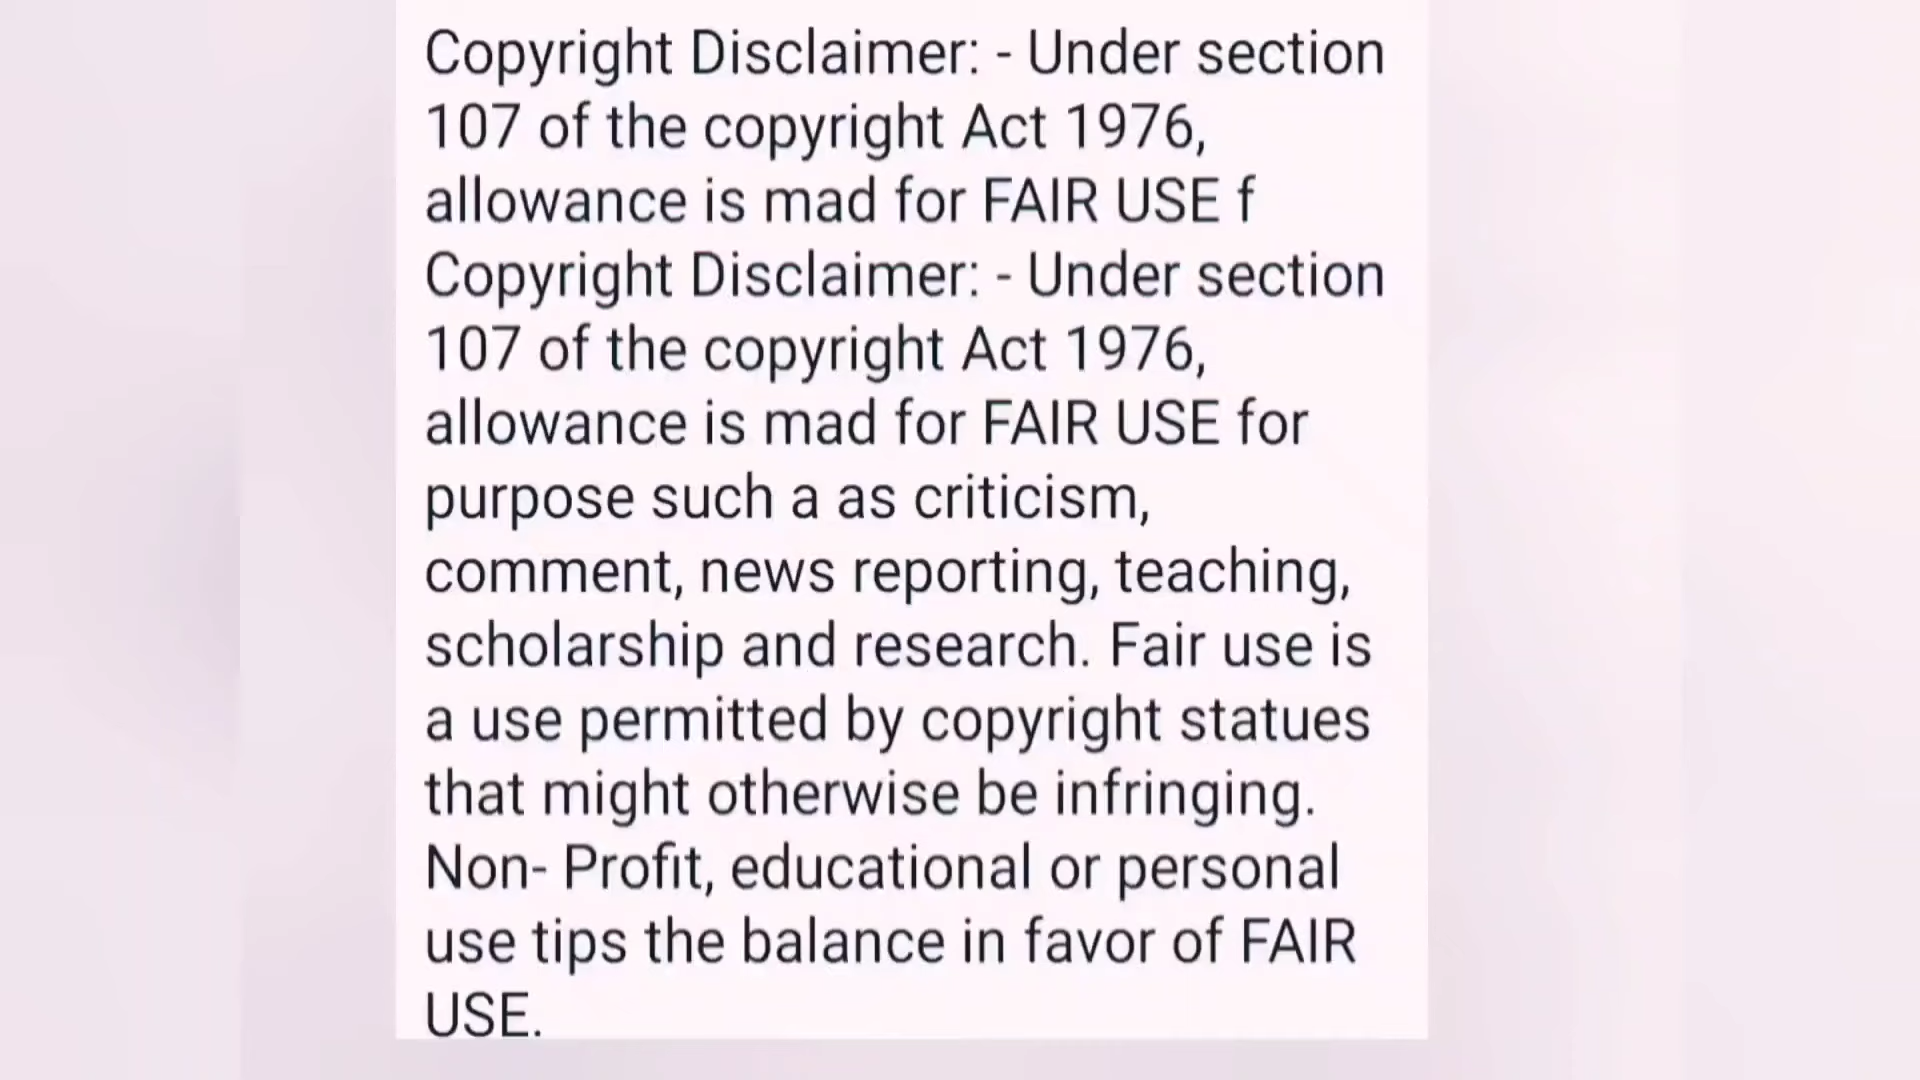 Copyright Disclaimer: - Under section
107 of the copyright Act 1976,
allowance is mad for FAIR USE f
Copyright Disclaimer: - Under section
107 of the copyright Act 1976,
allowance is mad for FAIR USE for
purpose such a as criticism,
comment, news reporting, teaching,
scholarship and research. Fair use is
a use permitted by copyright statues
that might otherwise be infringing.
Non- Profit, educational or personal
use tips the balance in favor of FAIR
USE.